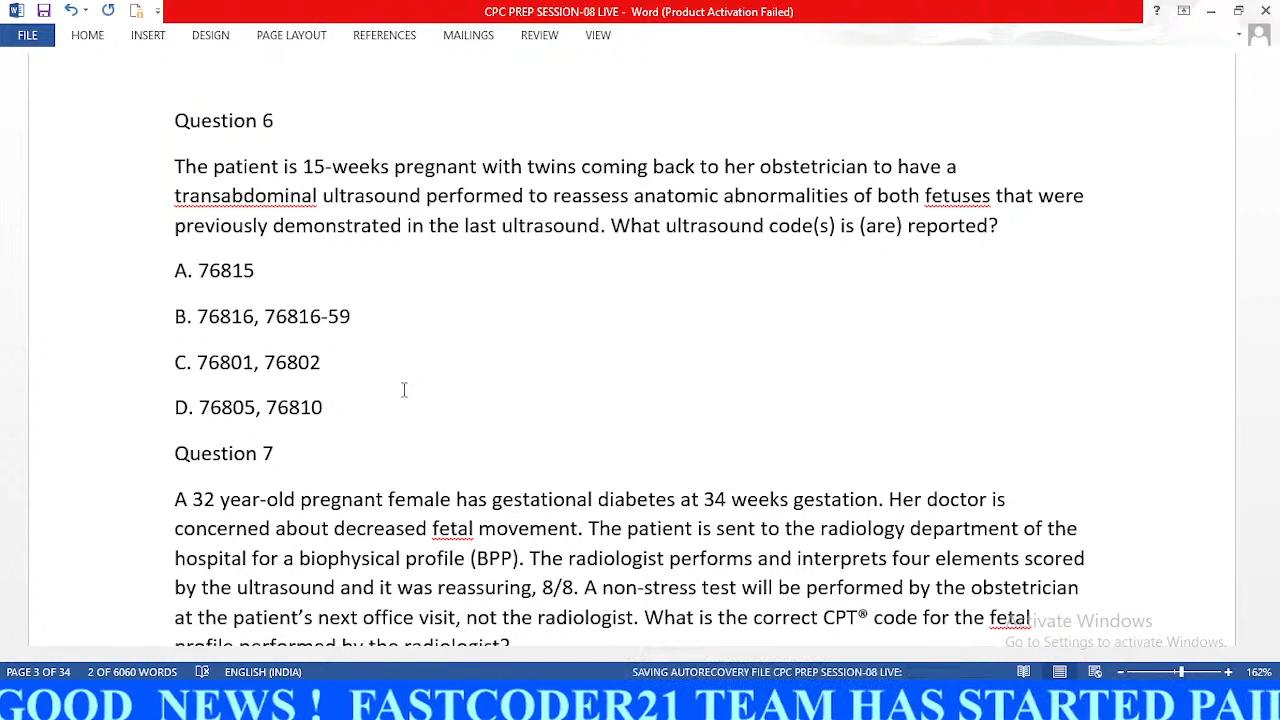 CPC PREP SESSION-08 LIVE - Word (Product Activation Failed)
?
FILE HOME INSERT DESIGN PAGE LAYOUT REFERENCES MAILINGS REVIEW VIEW
Question 6
The patient is 15-weeks pregnant with twins coming back to her obstetrician to have a
transabdominal ultrasound performed to reassess anatomic abnormalities of both fetuses that were
previously demonstrated in the last ultrasound. What ultrasound code(s) is (are) reported?
A. 76815
B. 76816, 76816-59
C. 76801, 76802
D. 76805, 76810
Question 7
A 32 year-old pregnant female has gestational diabetes at 34 weeks gestation. Her doctor is
concerned about decreased fetal movement. The patient is sent to the radiology department of the
hospital for a biophysical profile (BPP). The radiologist performs and interprets four elements scored
by the ultrasound and it was reassuring, 8/8. A non-stress test will be performed by the obstetrician
at the patient’s next office visit, not the radiologist. What is the correct CPT® code for the fetal
profile performed by the radiologist?
Activate Windows
Go to Settings to activate Windows.
PAGE 3 OF 34 2 OF 6060 WORDS ENGLISH (INDIA) SAVING AUTORECOVERY FILE CPC PREP SESSION-08 LIVE: 162%
GOOD NEWS ! FASTCODER21 TEAM HAS STARTED PAI